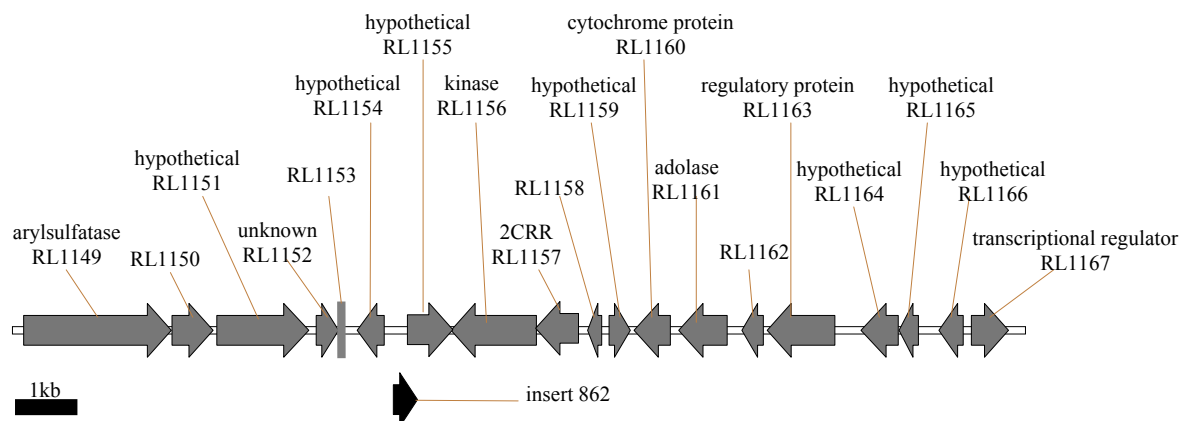 hypothetical
RL1155
cytochrome protein
RL1160
hypothetical
RL1154
kinase
RL1156
hypothetical
RL1159
regulatory protein
RL1163
hypothetical
RL1165
hypothetical
RL1151
RL1153
RL1158
adolase
RL1161
hypothetical
RL1164
hypothetical
RL1166
arylsulfatase
RL1149
RL1150
unknown
RL1152
2CRR
RL1157
RL1162
transcriptional regulator
RL1167
1kb
insert 862